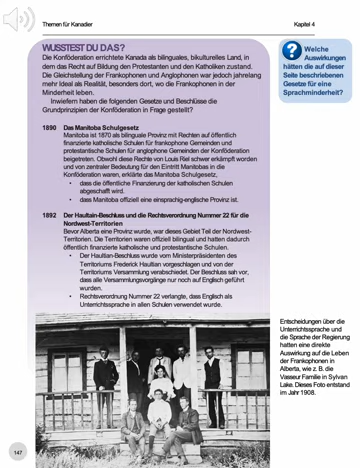 Themen für Kanadier
Kapitel 4
WUSSTEST DU DAS?
Die Konföderation errichtete Kanada als bilinguales, bikulturelles Land, in
dem das Recht auf Bildung den Protestanten und den Katholiken zustand.
Die Gleichstellung der Frankophonen und Anglophonen war jedoch jahrelang
mehr Ideal als Realität, besonders dort, wo die Frankophonen in der
Minderheit leben.
Inwiefern haben die folgenden Gesetze und Beschlüsse die
Grundprinzipien der Konföderation in Frage gestellt?
1890 Das Manitoba Schulgesetz
Manitoba ist 1870 als bilinguale Provinz mit Rechten auf öffentlich
finanzierte katholische Schulen für frankophone Gemeinden und
protestantische Schulen für anglophone Gemeinden der Konföderation
beigetreten. Obwohl diese Rechte von Louis Riel schwer erkämpft worden
und von zentraler Bedeutung für den Eintritt Manitobas in die
Konföderation waren, erklärte das Manitoba Schulgesetz,
• dass die öffentliche Finanzierung der katholischen Schulen
abgeschafft wird.
• dass Manitoba offiziell eine einsprachig-englische Provinz ist.
1892 Der Haultain-Beschluss und die Rechtsverordnung Nummer 22 für die
Nordwest-Territorien
Bevor Alberta eine Provinz wurde, war dieses Gebiet Teil der Nordwest-
Territorien. Die Territorien waren offiziell bilingual und hatten dadurch
öffentlich finanzierte katholische und protestantische Schulen.
• Der Haultain-Beschluss wurde vom Ministerpräsidenten des
Territoriums Frederick Haultian vorgeschlagen und von der
Territoriums Versammlung verabschiedet. Der Beschluss sah vor,
dass alle Versammlungsvorgänge nur noch auf Englisch geführt
wurden.
• Rechtsverordnung Nummer 22 verlangte, dass Englisch als
Unterrichtssprache in allen Schulen verwendet wurde.
? Welche
Auswirkungen
hätten die auf dieser
Seite beschriebenen
Gesetze für eine
Sprachminderheit?
Entscheidungen über die
Unterrichtssprache und
die Sprache der Regierung
hatten eine direkte
Auswirkung auf die Leben
der Frankophonen in
Alberta, wie z. B. die
Vasseur Familie in Sylvan
Lake. Dieses Foto entstand
im Jahr 1908.
147